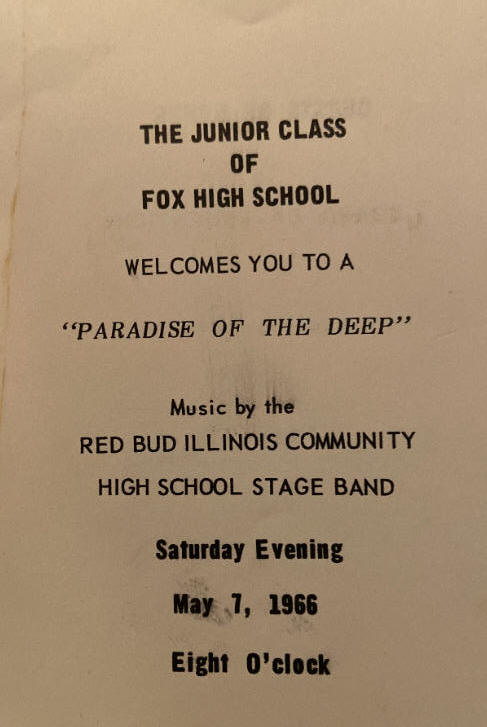 THE JUNIOR CLASS
OF
FOX HIGH SCHOOL
WELCOMES YOU TO A
“PARADISE OF THE DEEP”
Music by the
RED BUD ILLINOIS COMMUNITY
HIGH SCHOOL STAGE BAND
Saturday Evening
May 7, 1966
Eight O'clock